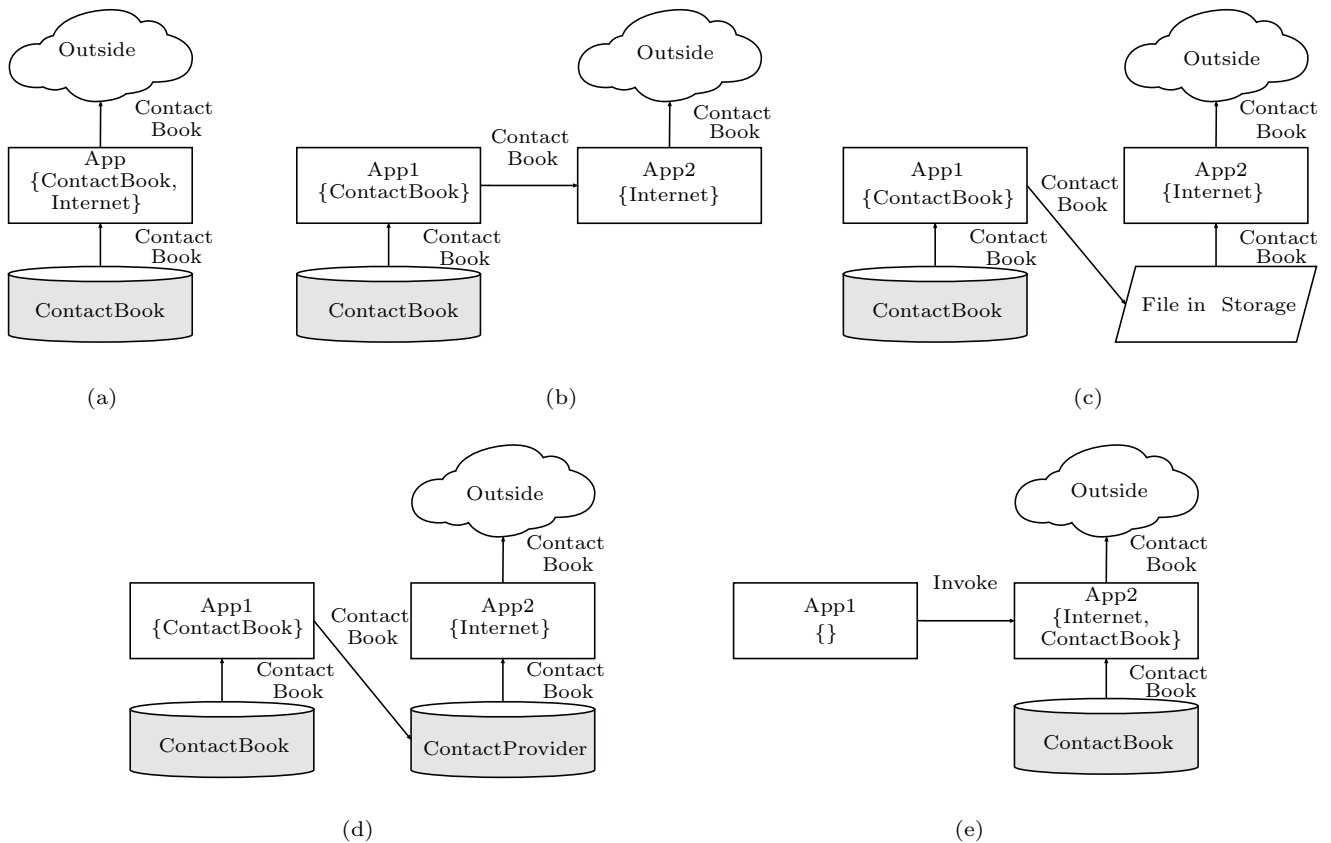 Outside
Contact
Book
App
{ContactBook,
Internet}
Contact
Book
ContactBook
(a)
Outside
Contact
Book
Contact
Book
App1
{ContactBook}
App2
{Internet}
Contact
Book
ContactBook
(b)
Outside
Contact
Book
App1
{ContactBook}
Contact
Book
App2
{Internet}
Contact
Book
Contact
Book
ContactBook
File in Storage
(c)
Outside
Contact
Book
App1
{ContactBook}
Contact
Book
App2
{Internet}
Contact
Book
Contact
Book
ContactBook
ContactProvider
(d)
Outside
Contact
Book
Invoke
App1
{}
App2
{Internet,
ContactBook}
Contact
Book
ContactBook
(e)